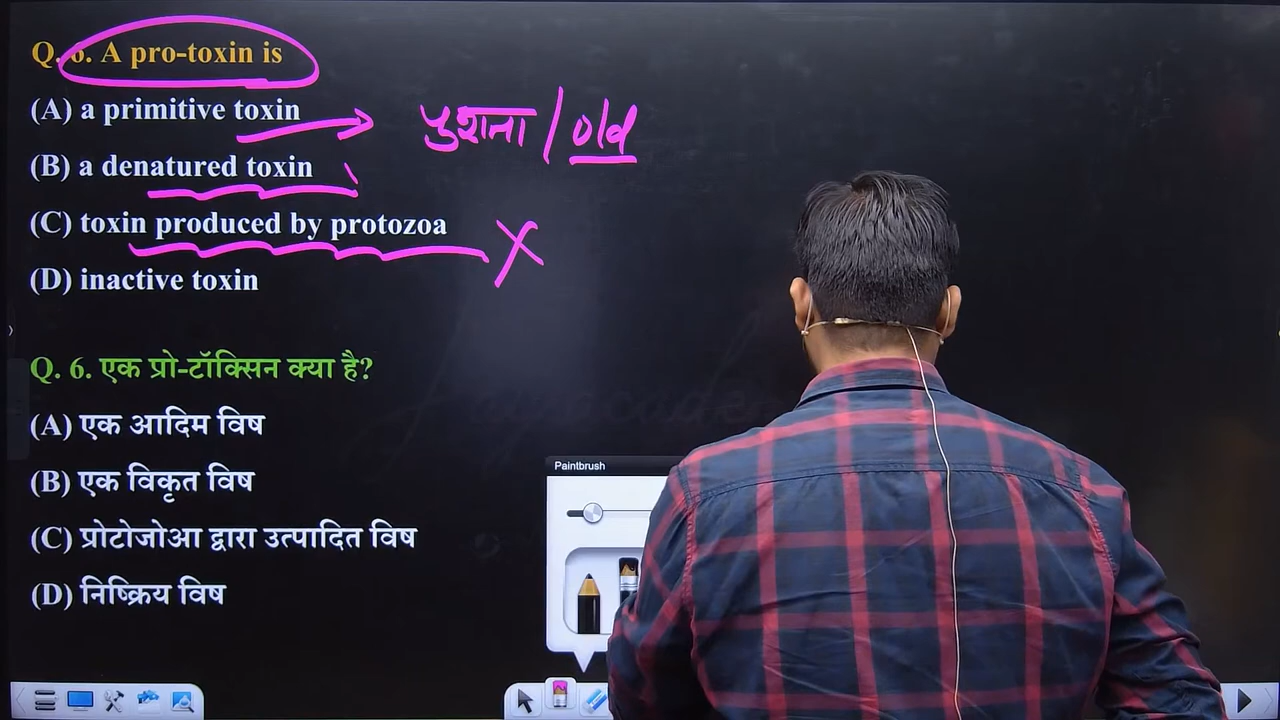 Q. 6. A pro-toxin is
(A) a primitive toxin
पुराना / old
(B) a denatured toxin
(C) toxin produced by protozoa
(D) inactive toxin
Q. 6. एक प्रो-टॉक्सिन क्या है?
(A) एक आदिम विष
(B) एक विकृत विष
(C) प्रोटोजोआ द्वारा उत्पादित विष
(D) निष्क्रिय विष
Paintbrush